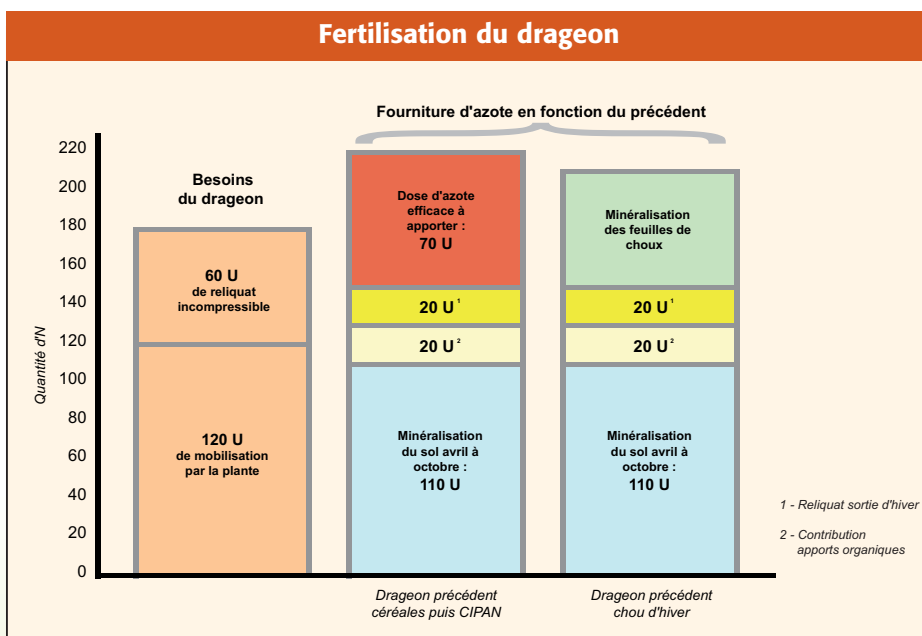 Fertilisation du drageon
Fourniture d'azote en fonction du précédent
Quantité d'N
220
200
180
160
140
120
100
80
60
40
20
0
Besoins
du drageon
60 U
de reliquat
incompressible
120 U
de mobilisation
par la plante
Dose d'azote
efficace à
apporter :
70 U
20 U¹
20 U²
Minéralisation
du sol avril à
octobre :
110 U
Drageon précédent
céréales puis CIPAN
Minéralisation
des feuilles de
choux
20 U¹
20 U²
Minéralisation
du sol avril à
octobre :
110 U
Drageon précédent
chou d'hiver
1 - Reliquat sortie d'hiver
2 - Contribution
apports organiques